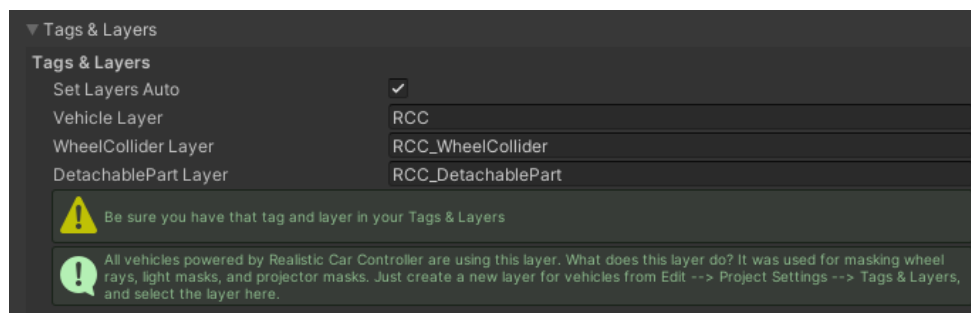 Tags & Layers
Tags & Layers
Set Layers Auto
Vehicle Layer RCC
WheelCollider Layer RCC_WheelCollider
DetachablePart Layer RCC_DetachablePart
Be sure you have that tag and layer in your Tags & Layers
All vehicles powered by Realistic Car Controller are using this layer. What does this layer do? It was used for masking wheel
rays, light masks, and projector masks. Just create a new layer for vehicles from Edit --> Project Settings --> Tags & Layers,
and select the layer here.